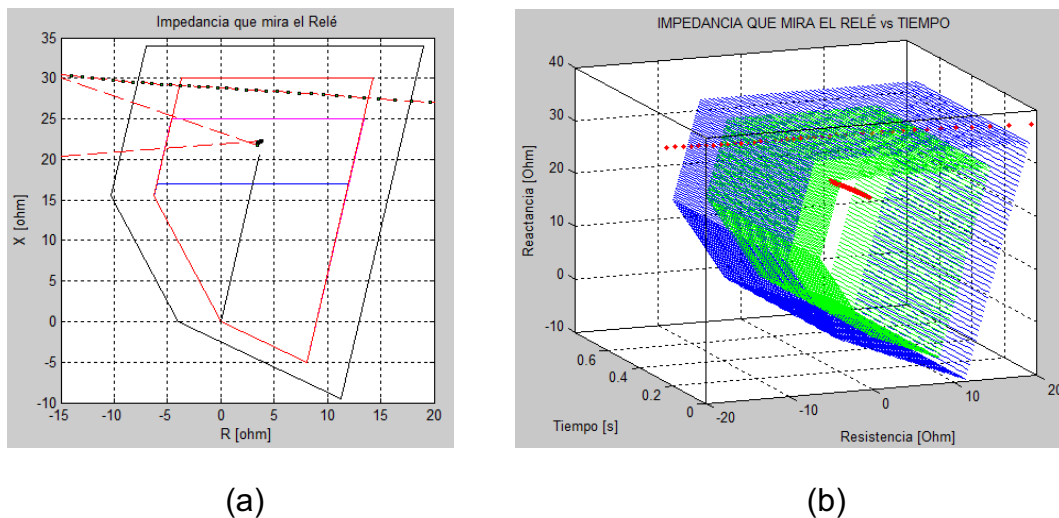 Impedancia que mira el Relé
35
30
25
20
15
10
5
0
-5
-10
X [ohm]
-15 -10 -5 0 5 10 15 20
R [ohm]
(a)
IMPEDANCIA QUE MIRA EL RELÉ vs TIEMPO
40
30
20
10
0
-10
Reactancia [Ohm]
0.6
0.4
0.2
0
Tiempo [s]
-20 -10 0 10 20
Resistencia [Ohm]
(b)